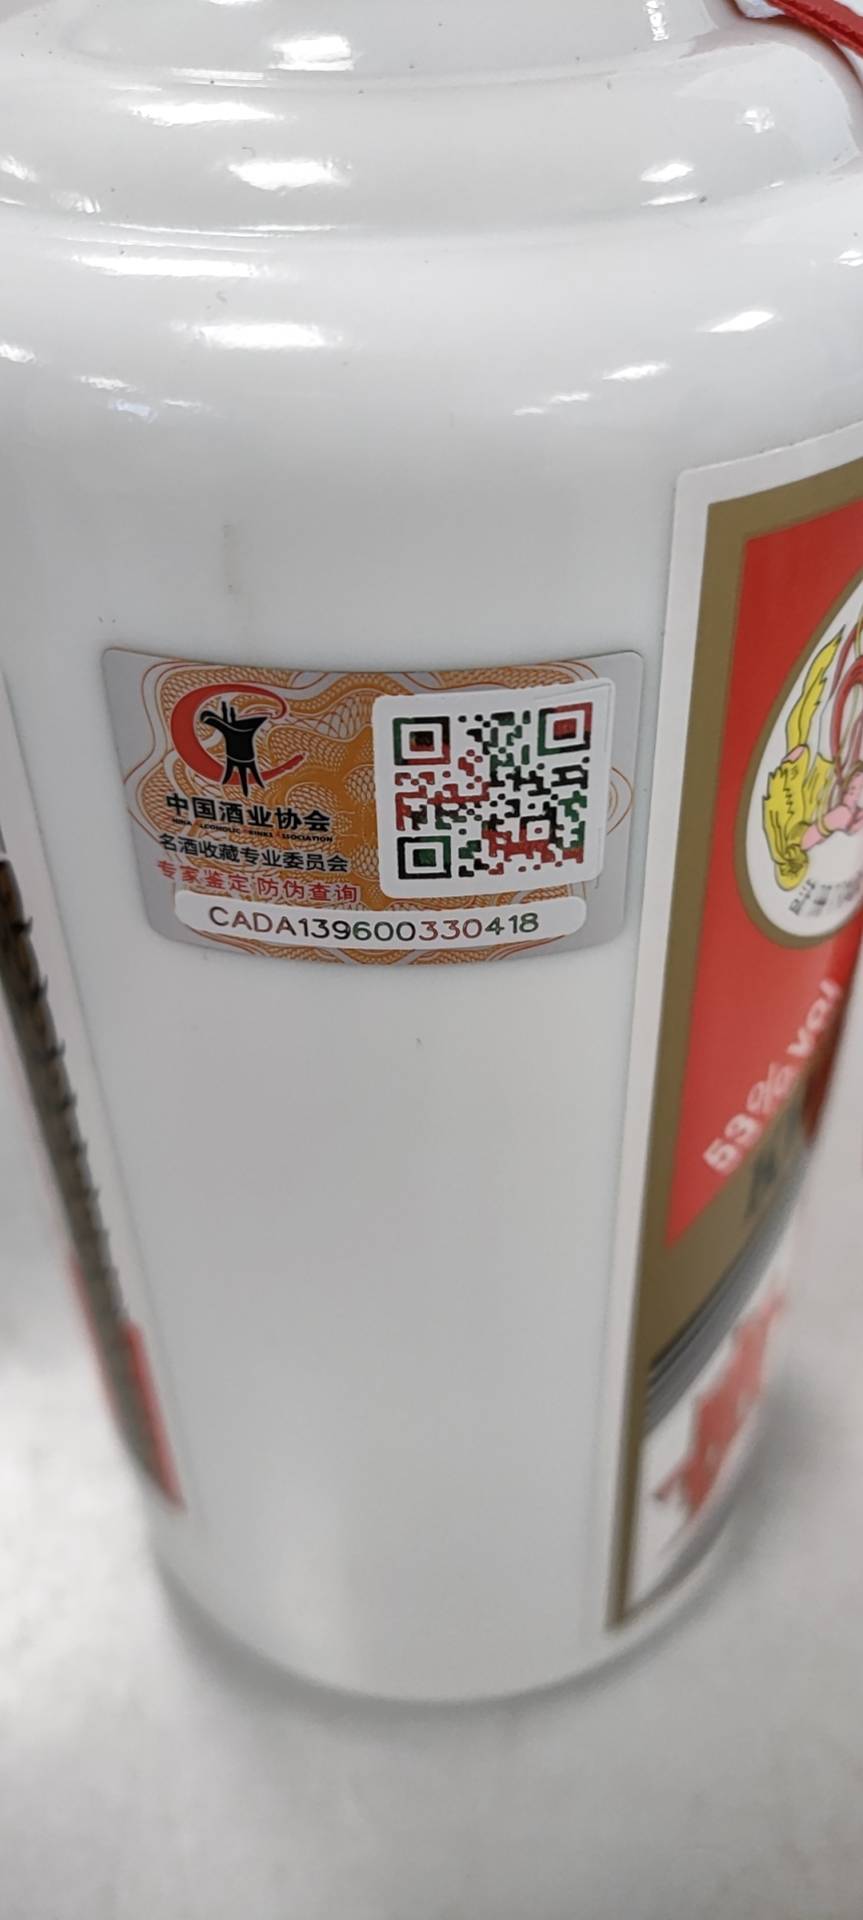 中国酒业协会
名酒收藏专业委员会
专家鉴定 防伪查询
CADA139600330418
53% vol